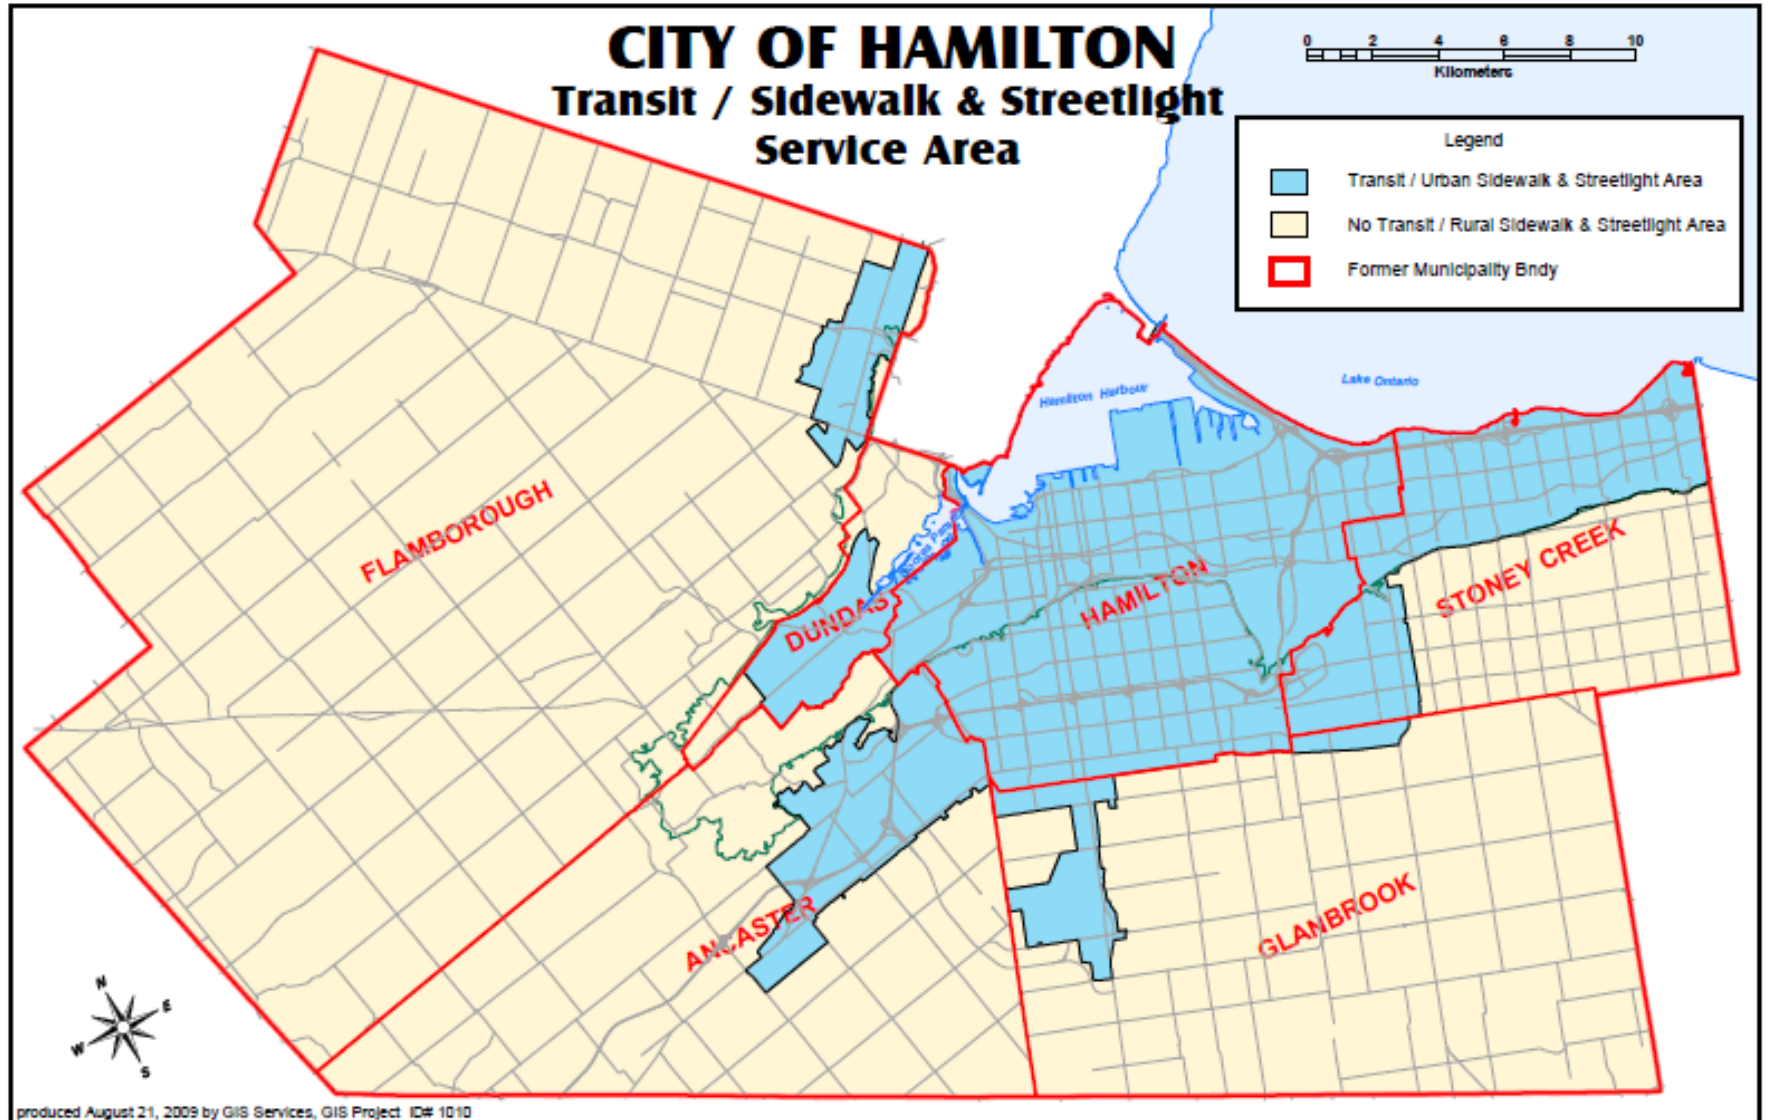 CITY OF HAMILTON
Transit / Sidewalk & Streetlight
Service Area
0 2 4 6 8 10
Kilometers
Legend
Transit / Urban Sidewalk & Streetlight Area
No Transit / Rural Sidewalk & Streetlight Area
Former Municipality Bndy
Lake Ontario
Hamilton Harbour
FLAMBOROUGH
DUNDAS
HAMILTON
STONEY CREEK
ANCASTER
GLANBROOK
N
E
W
S
produced August 21, 2009 by GIS Services, GIS Project ID# 1010